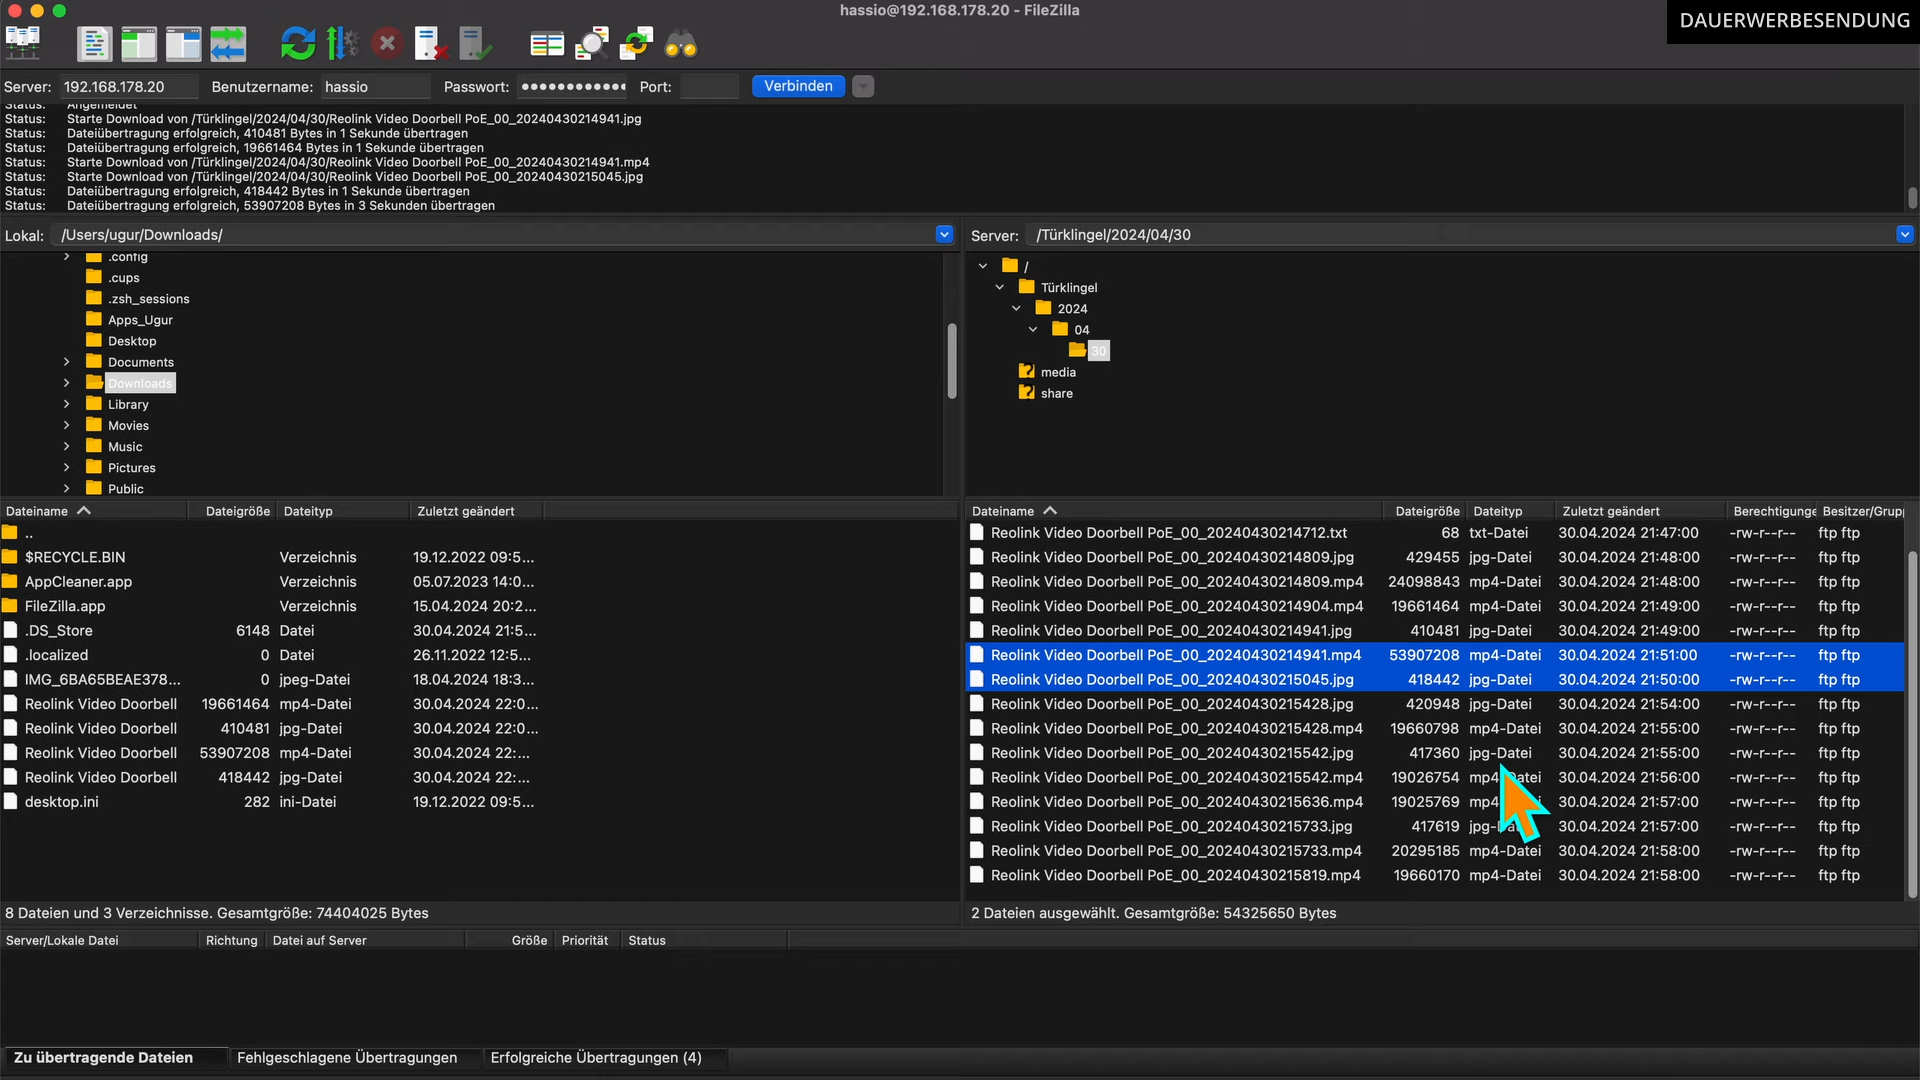 hassio@192.168.178.20 - FileZilla
DAUERWERBESENDUNG
Server: 192.168.178.20 Benutzername: hassio Passwort: ●●●●●●●●●●●● Port: Verbinden
Status: Angemeldet
Status: Starte Download von /Türklingel/2024/04/30/Reolink Video Doorbell PoE_00_20240430214941.jpg
Status: Dateiübertragung erfolgreich, 410481 Bytes in 1 Sekunde übertragen
Status: Dateiübertragung erfolgreich, 19661464 Bytes in 1 Sekunde übertragen
Status: Starte Download von /Türklingel/2024/04/30/Reolink Video Doorbell PoE_00_20240430214941.mp4
Status: Starte Download von /Türklingel/2024/04/30/Reolink Video Doorbell PoE_00_20240430215045.jpg
Status: Dateiübertragung erfolgreich, 418442 Bytes in 1 Sekunde übertragen
Status: Dateiübertragung erfolgreich, 53907208 Bytes in 3 Sekunden übertragen
Lokal: /Users/ugur/Downloads/
.config
.cups
.zsh_sessions
Apps_Ugur
Desktop
Documents
Downloads
Library
Movies
Music
Pictures
Public
Dateiname Dateigröße Dateityp Zuletzt geändert
..
$RECYCLE.BIN Verzeichnis 19.12.2022 09:5...
AppCleaner.app Verzeichnis 05.07.2023 14:0...
FileZilla.app Verzeichnis 15.04.2024 20:2...
.DS_Store 6148 Datei 30.04.2024 21:5...
.localized 0 Datei 26.11.2022 12:5...
IMG_6BA65BEAE378... 0 jpeg-Datei 18.04.2024 18:3...
Reolink Video Doorbell 19661464 mp4-Datei 30.04.2024 22:0...
Reolink Video Doorbell 410481 jpg-Datei 30.04.2024 22:0...
Reolink Video Doorbell 53907208 mp4-Datei 30.04.2024 22:...
Reolink Video Doorbell 418442 jpg-Datei 30.04.2024 22:...
desktop.ini 282 ini-Datei 19.12.2022 09:5...
8 Dateien und 3 Verzeichnisse. Gesamtgröße: 74404025 Bytes
Server: /Türklingel/2024/04/30
/
Türklingel
2024
04
30
media
share
Dateiname Dateigröße Dateityp Zuletzt geändert Berechtigunge Besitzer/Grupp
Reolink Video Doorbell PoE_00_20240430214712.txt 68 txt-Datei 30.04.2024 21:47:00 -rw-r--r-- ftp ftp
Reolink Video Doorbell PoE_00_20240430214809.jpg 429455 jpg-Datei 30.04.2024 21:48:00 -rw-r--r-- ftp ftp
Reolink Video Doorbell PoE_00_20240430214809.mp4 24098843 mp4-Datei 30.04.2024 21:48:00 -rw-r--r-- ftp ftp
Reolink Video Doorbell PoE_00_20240430214904.mp4 19661464 mp4-Datei 30.04.2024 21:49:00 -rw-r--r-- ftp ftp
Reolink Video Doorbell PoE_00_20240430214941.jpg 410481 jpg-Datei 30.04.2024 21:49:00 -rw-r--r-- ftp ftp
Reolink Video Doorbell PoE_00_20240430214941.mp4 53907208 mp4-Datei 30.04.2024 21:51:00 -rw-r--r-- ftp ftp
Reolink Video Doorbell PoE_00_20240430215045.jpg 418442 jpg-Datei 30.04.2024 21:50:00 -rw-r--r-- ftp ftp
Reolink Video Doorbell PoE_00_20240430215428.jpg 420948 jpg-Datei 30.04.2024 21:54:00 -rw-r--r-- ftp ftp
Reolink Video Doorbell PoE_00_20240430215428.mp4 19660798 mp4-Datei 30.04.2024 21:55:00 -rw-r--r-- ftp ftp
Reolink Video Doorbell PoE_00_20240430215542.jpg 417360 jpg-Datei 30.04.2024 21:55:00 -rw-r--r-- ftp ftp
Reolink Video Doorbell PoE_00_20240430215542.mp4 19026754 mp4-Datei 30.04.2024 21:56:00 -rw-r--r-- ftp ftp
Reolink Video Doorbell PoE_00_20240430215636.mp4 19025769 30.04.2024 21:57:00 -rw-r--r-- ftp ftp
Reolink Video Doorbell PoE_00_20240430215733.jpg 417619 30.04.2024 21:57:00 -rw-r--r-- ftp ftp
Reolink Video Doorbell PoE_00_20240430215733.mp4 20295185 mp4-Datei 30.04.2024 21:58:00 -rw-r--r-- ftp ftp
Reolink Video Doorbell PoE_00_20240430215819.mp4 19660170 mp4-Datei 30.04.2024 21:58:00 -rw-r--r-- ftp ftp
2 Dateien ausgewählt. Gesamtgröße: 54325650 Bytes
Server/Lokale Datei Richtung Datei auf Server Größe Priorität Status
Zu übertragende Dateien Fehlgeschlagene Übertragungen Erfolgreiche Übertragungen (4)